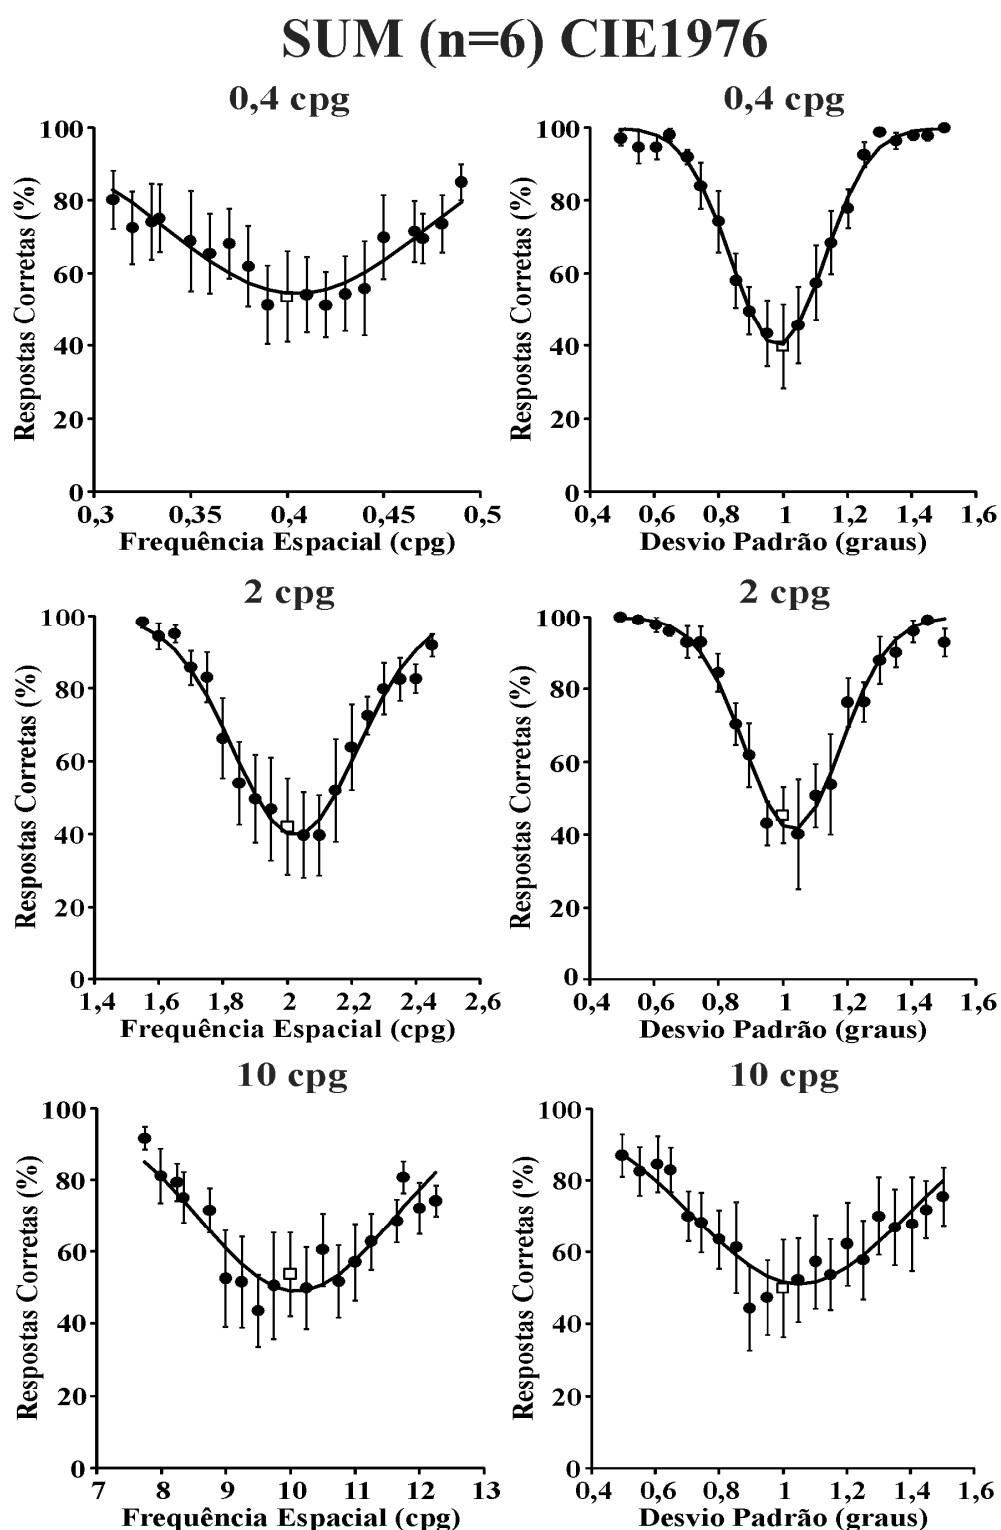 SUM (n=6) CIE1976
0,4 cpg
Respostas Corretas (%)
100
80
60
40
20
0
0,3 0,35 0,4 0,45 0,5
Frequência Espacial (cpg)
0,4 cpg
Respostas Corretas (%)
100
80
60
40
20
0
0,4 0,6 0,8 1 1,2 1,4 1,6
Desvio Padrão (graus)
2 cpg
Respostas Corretas (%)
100
80
60
40
20
0
1,4 1,6 1,8 2 2,2 2,4 2,6
Frequência Espacial (cpg)
2 cpg
Respostas Corretas (%)
100
80
60
40
20
0
0,4 0,6 0,8 1 1,2 1,4 1,6
Desvio Padrão (graus)
10 cpg
Respostas Corretas (%)
100
80
60
40
20
0
7 8 9 10 11 12 13
Frequência Espacial (cpg)
10 cpg
Respostas Corretas (%)
100
80
60
40
20
0
0,4 0,6 0,8 1 1,2 1,4 1,6
Desvio Padrão (graus)